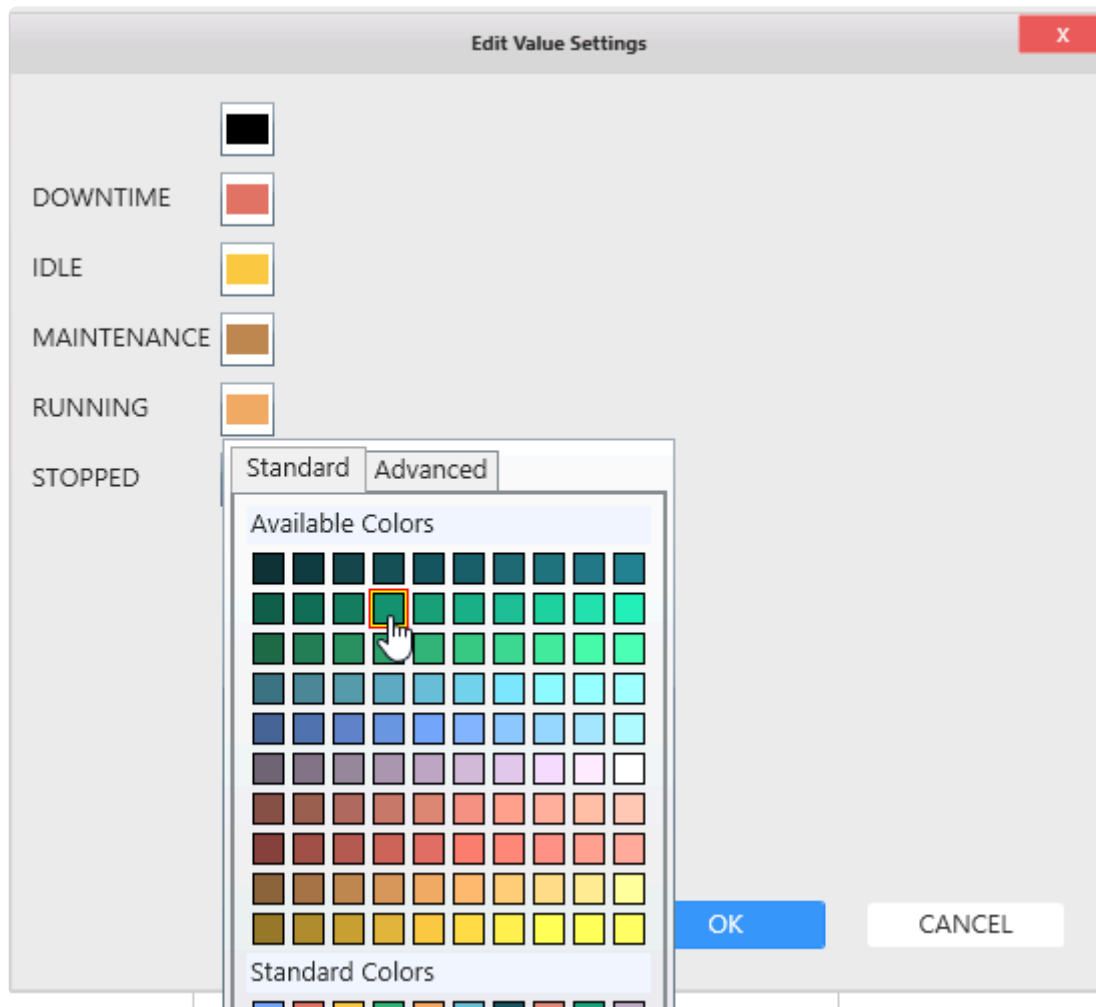 Edit Value Settings
X
DOWNTIME
IDLE
MAINTENANCE
RUNNING
STOPPED
Standard
Advanced
Available Colors
OK
CANCEL
Standard Colors